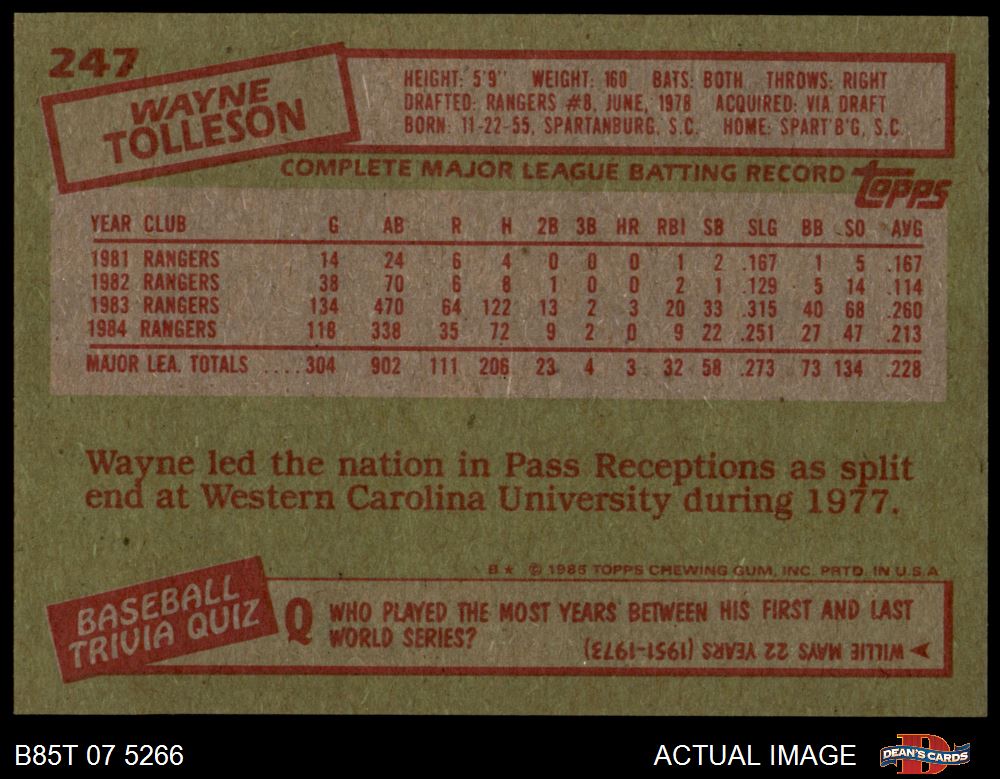 247
WAYNE
TOLLESON
HEIGHT: 5'9" WEIGHT: 160 BATS: BOTH THROWS: RIGHT
DRAFTED: RANGERS #8, JUNE, 1978 ACQUIRED: VIA DRAFT
BORN: 11-22-55, SPARTANBURG, S.C. HOME: SPART'B'G, S.C.
COMPLETE MAJOR LEAGUE BATTING RECORD
topps
YEAR CLUB G AB R H 2B 3B HR RBI SB SLG BB SO AVG
1981 RANGERS 14 24 6 4 0 0 0 1 2 .167 1 5 .167
1982 RANGERS 38 70 6 8 1 0 0 2 1 .129 5 14 .114
1983 RANGERS 134 470 64 122 13 2 3 20 33 .315 40 68 .260
1984 RANGERS 118 338 35 72 9 2 0 9 22 .251 27 47 .213
MAJOR LEA. TOTALS ....304 902 111 206 23 4 3 32 58 .273 73 134 .228
Wayne led the nation in Pass Receptions as split
end at Western Carolina University during 1977.
B★ © 1985 TOPPS CHEWING GUM, INC. PRTD. IN U.S.A
BASEBALL
TRIVIA QUIZ
Q WHO PLAYED THE MOST YEARS BETWEEN HIS FIRST AND LAST
WORLD SERIES?
➤ WILLIE MAYS 22 YEARS (1951-1973)
B85T 07 5266
ACTUAL IMAGE
D
DEAN'S CARDS